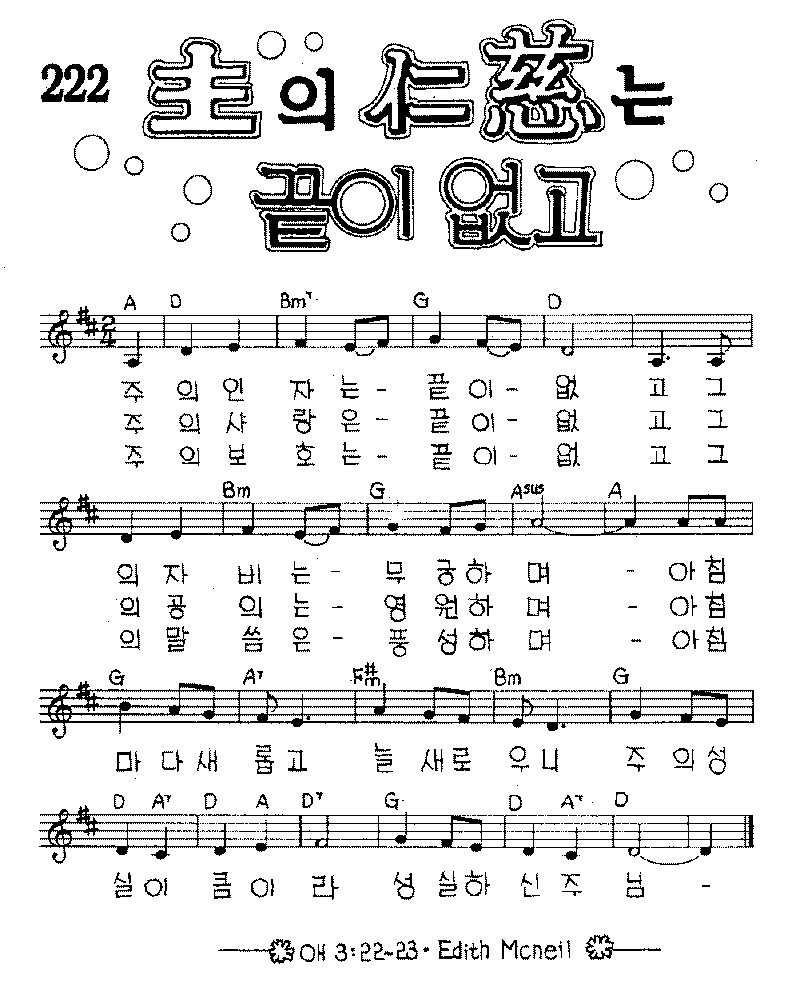 222 主의 仁慈는
끝이 없고
A D Bm7 G D
2
4
주 의 인 자 는 - 끝 이 - 없 고 그
주 의 사 랑 은 - 끝 이 - 없 고 그
주 의 보 호 는 - 끝 이 - 없 고 그
Bm G Asus A
의 자 비 는 - 무 궁 하 며 - 아 침
의 공 의 는 - 영 원 하 며 - 아 침
의 말 씀 은 - 풍 성 하 며 - 아 침
G A7 F#m Bm G
마 다 새 롭 고 늘 새 로 우 니 주 의 성
D A7 D A D7 G D A7 D
실 이 큼 이 라 성 실 하 신 주 님 -
애 3:22~23 · Edith Mcneil